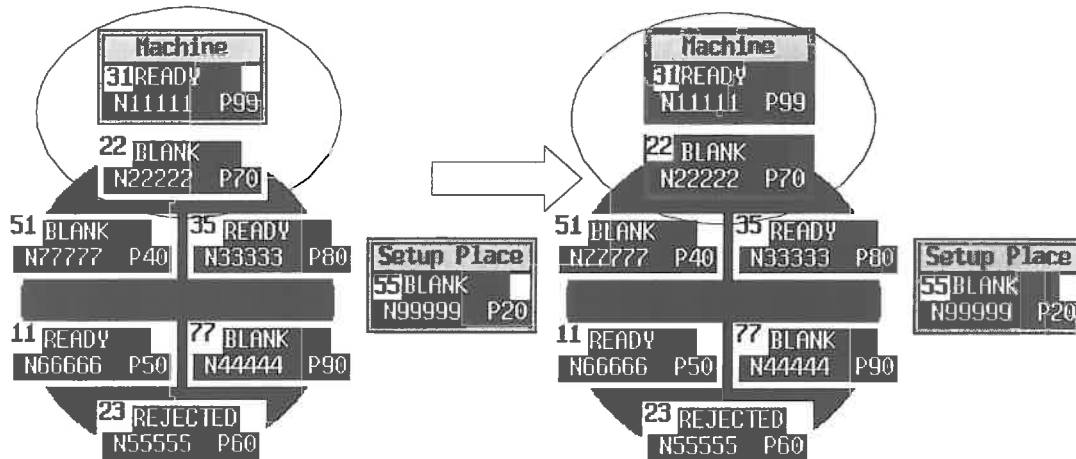 Machine
31 READY
N11111 P99
22 BLANK
N22222 P70
51 BLANK
N77777 P40
35 READY
N33333 P80
Setup Place
55 BLANK
N99999 P20
11 READY
N66666 P50
77 BLANK
N44444 P90
23 REJECTED
N55555 P60
Machine
31 READY
N11111 P99
22 BLANK
N22222 P70
51 BLANK
N77777 P40
35 READY
N33333 P80
Setup Place
55 BLANK
N99999 P20
11 READY
N66666 P50
77 BLANK
N44444 P90
23 REJECTED
N55555 P60